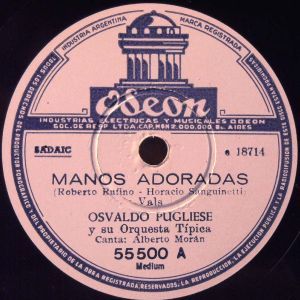 INDUSTRIA ARGENTINA
MARCA REGISTRADA
Odeon
INDUSTRIAS ELECTRICAS Y MUSICALES ODEON
SOC. DE RESP. LTDA. CAP. M$N 2.000.000 Bs. AIRES
SADAIC
e 18714
MANOS ADORADAS
(Roberto Rufino - Horacio Sanguinetti)
Vals
OSVALDO PUGLIESE
y su Orquesta Típica
Canta: Alberto Morán
55500 A
Medium